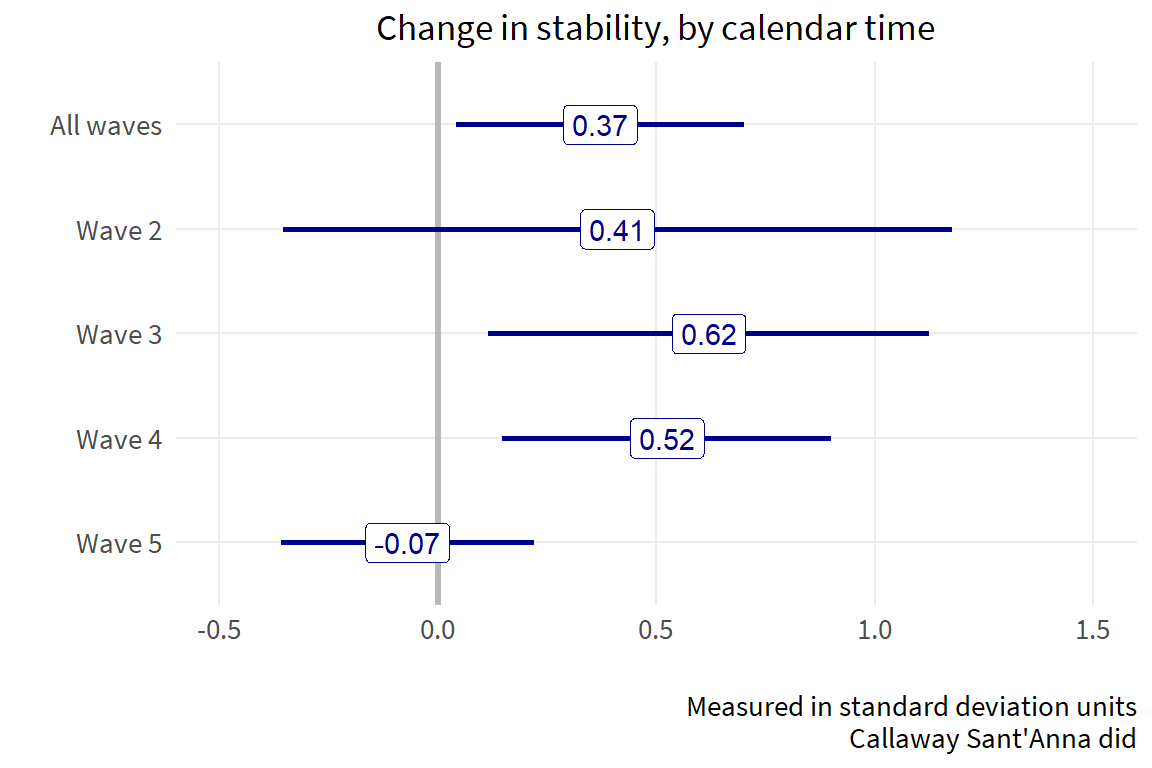 Change in stability, by calendar time
All waves
0.37
Wave 2
0.41
Wave 3
0.62
Wave 4
0.52
Wave 5
-0.07
-0.5 0.0 0.5 1.0 1.5
Measured in standard deviation units
Callaway Sant'Anna did